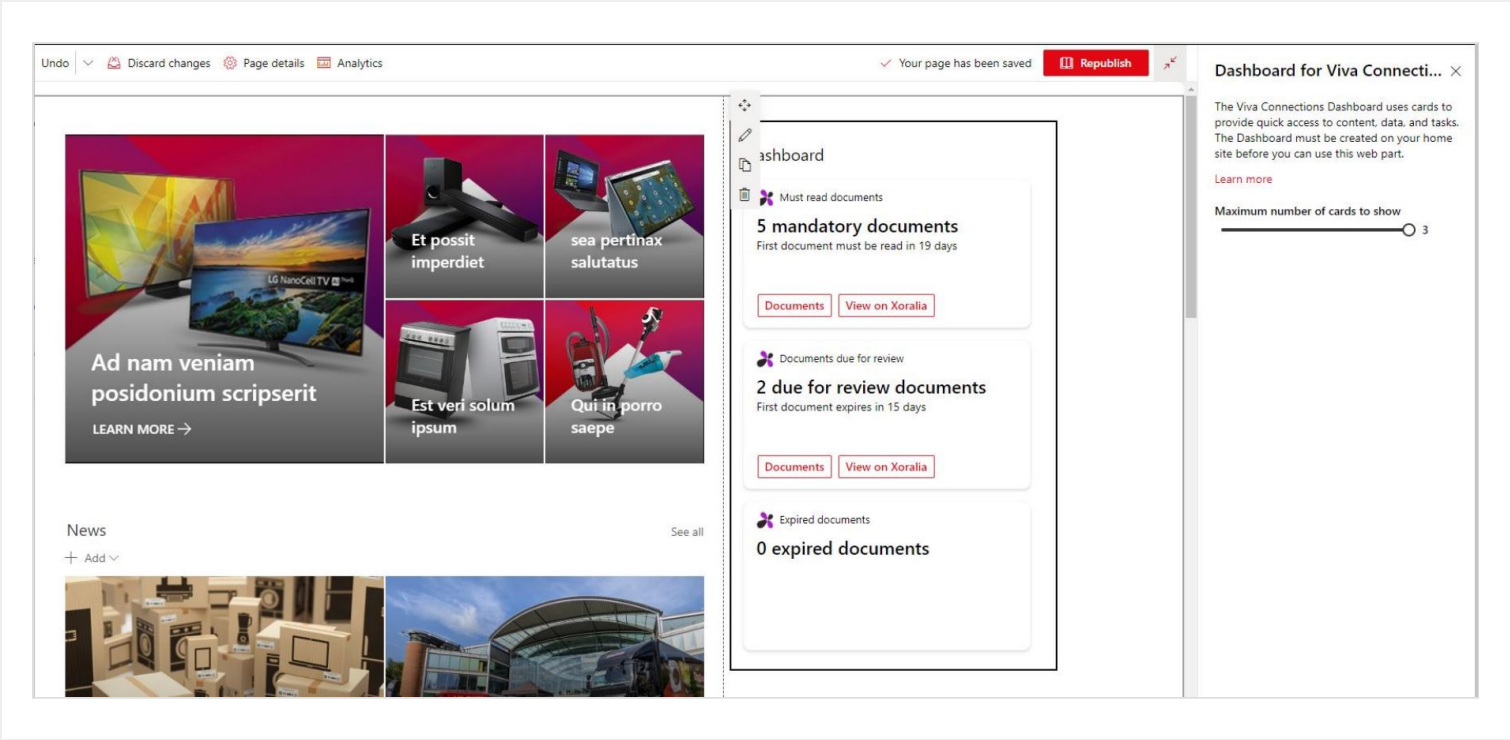 Undo
Discard changes
Page details
Analytics
Your page has been saved
Republish
LG NanoCell TV
Ad nam veniam
posidonium scripserit
LEARN MORE
Et possit
imperdiet
sea pertinax
salutatus
Est veri solum
ipsum
Qui in porro
saepe
News
See all
Add
ashboard
Must read documents
5 mandatory documents
First document must be read in 19 days
Documents
View on Xoralia
Documents due for review
2 due for review documents
First document expires in 15 days
Documents
View on Xoralia
Expired documents
0 expired documents
Dashboard for Viva Connecti...
The Viva Connections Dashboard uses cards to
provide quick access to content, data, and tasks.
The Dashboard must be created on your home
site before you can use this web part.
Learn more
Maximum number of cards to show
3